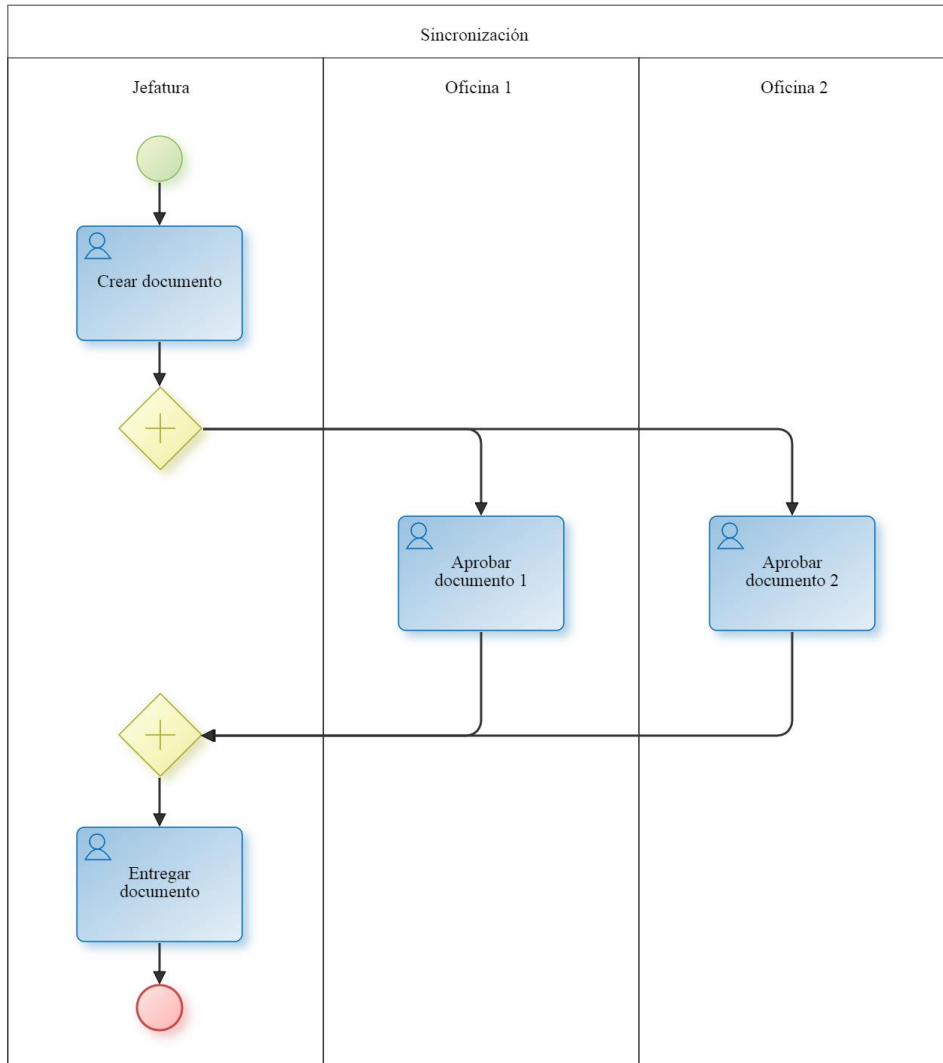 Sincronización
Jefatura
Oficina 1
Oficina 2
Crear documento
Aprobar
documento 1
Aprobar
documento 2
Entregar
documento